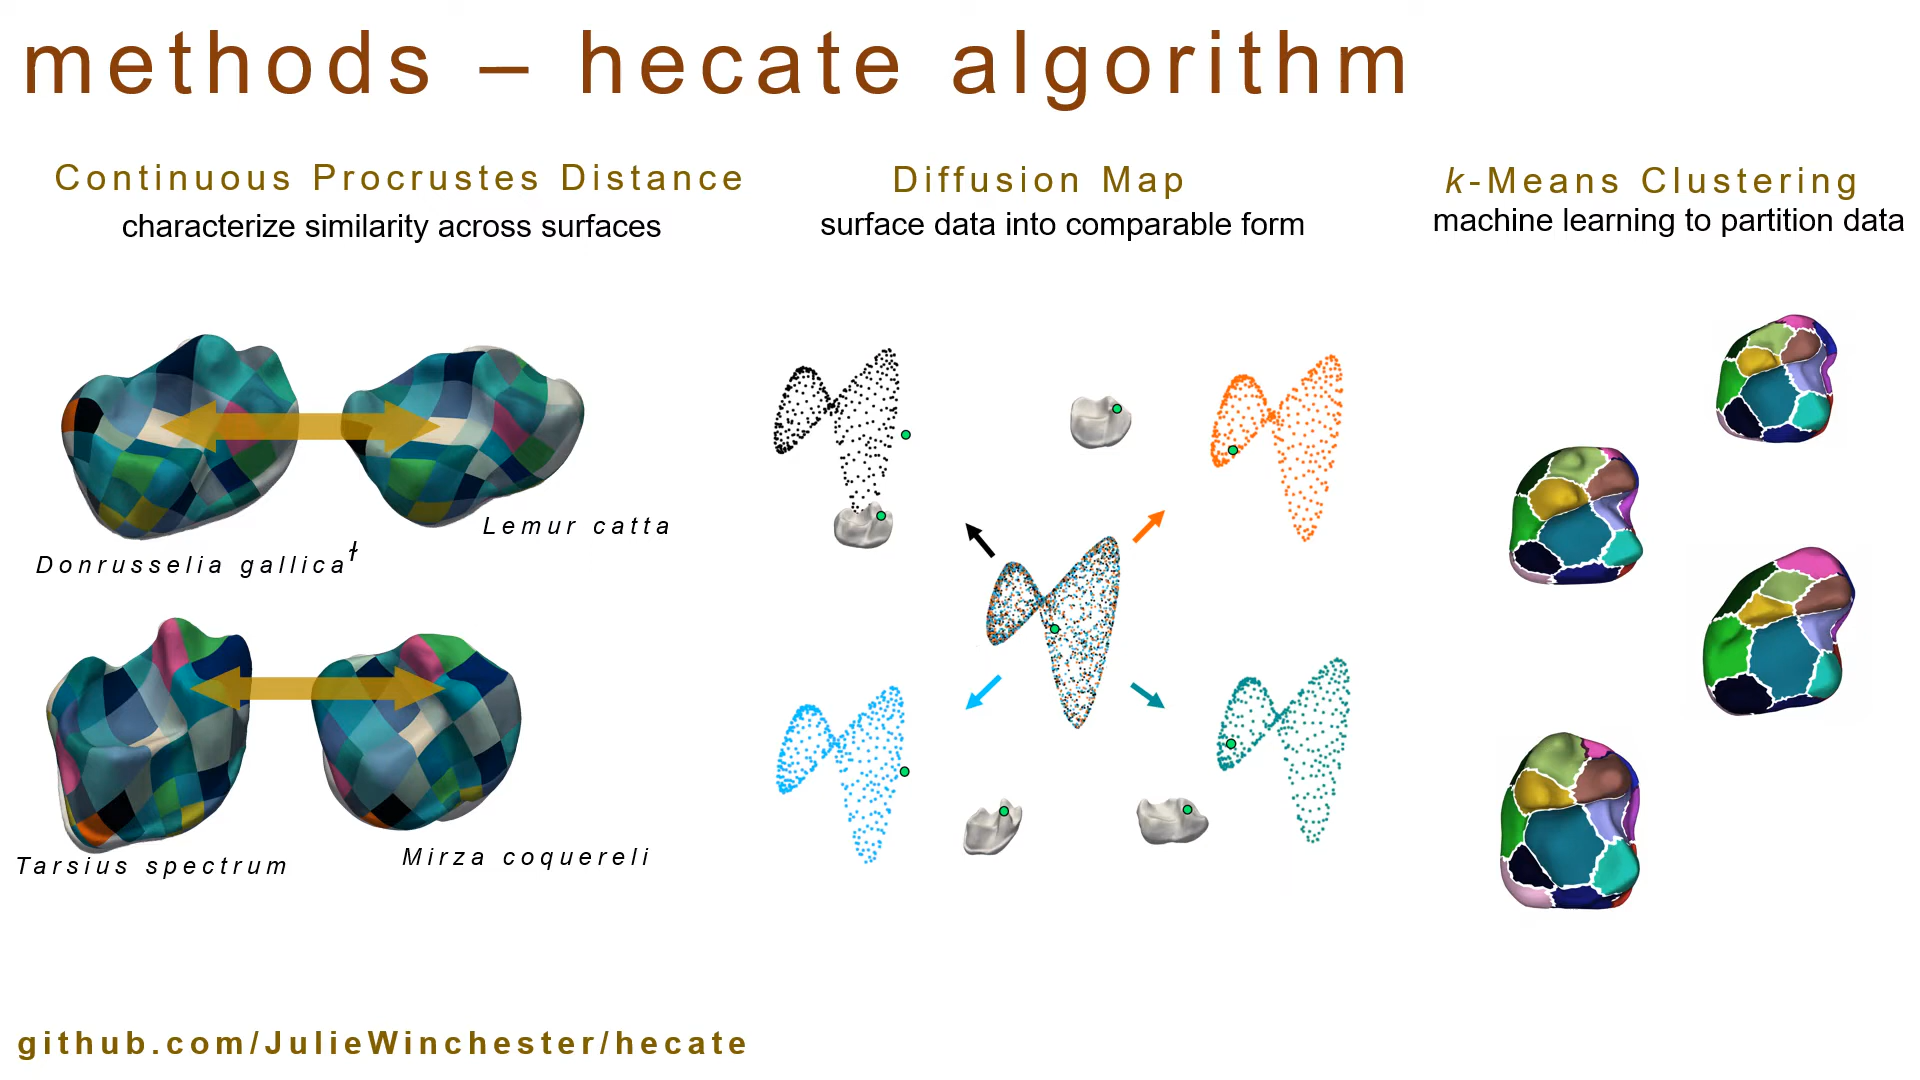 methods – hecate algorithm
Continuous Procrustes Distance
characterize similarity across surfaces
Diffusion Map
surface data into comparable form
k-Means Clustering
machine learning to partition data
Lemur catta
Donrusselia gallica†
Mirza coquereli
Tarsius spectrum
github.com/JulieWinchester/hecate